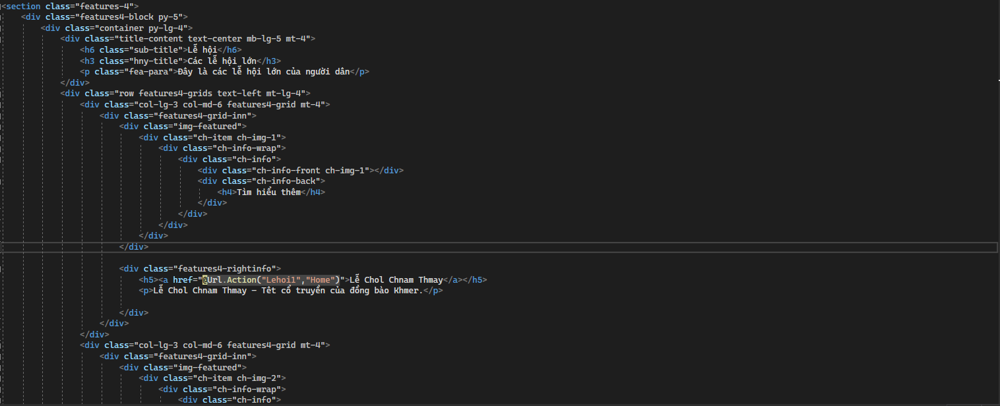 <section class="features-4">
<div class="features4-block py-5">
<div class="container py-lg-4">
<div class="title-content text-center mb-lg-5 mt-4">
<h6 class="sub-title">Lễ hội</h6>
<h3 class="hny-title">Các lễ hội lớn</h3>
<p class="fea-para">Đây là các lễ hội lớn của người dân</p>
</div>
<div class="row features4-grids text-left mt-lg-4">
<div class="col-lg-3 col-md-6 features4-grid mt-4">
<div class="features4-grid-inn">
<div class="img-featured">
<div class="ch-item ch-img-1">
<div class="ch-info-wrap">
<div class="ch-info">
<div class="ch-info-front ch-img-1"></div>
<div class="ch-info-back">
<h4>Tìm hiểu thêm</h4>
</div>
</div>
</div>
</div>
</div>
<div class="features4-rightinfo">
<h5><a href="@Url.Action("Lehoi1","Home")">Lễ Chol Chnam Thmay</a></h5>
<p>Lễ Chol Chnam Thmay – Tết cổ truyền của đồng bào Khmer.</p>
</div>
</div>
</div>
<div class="col-lg-3 col-md-6 features4-grid mt-4">
<div class="features4-grid-inn">
<div class="img-featured">
<div class="ch-item ch-img-2">
<div class="ch-info-wrap">
<div class="ch-info">